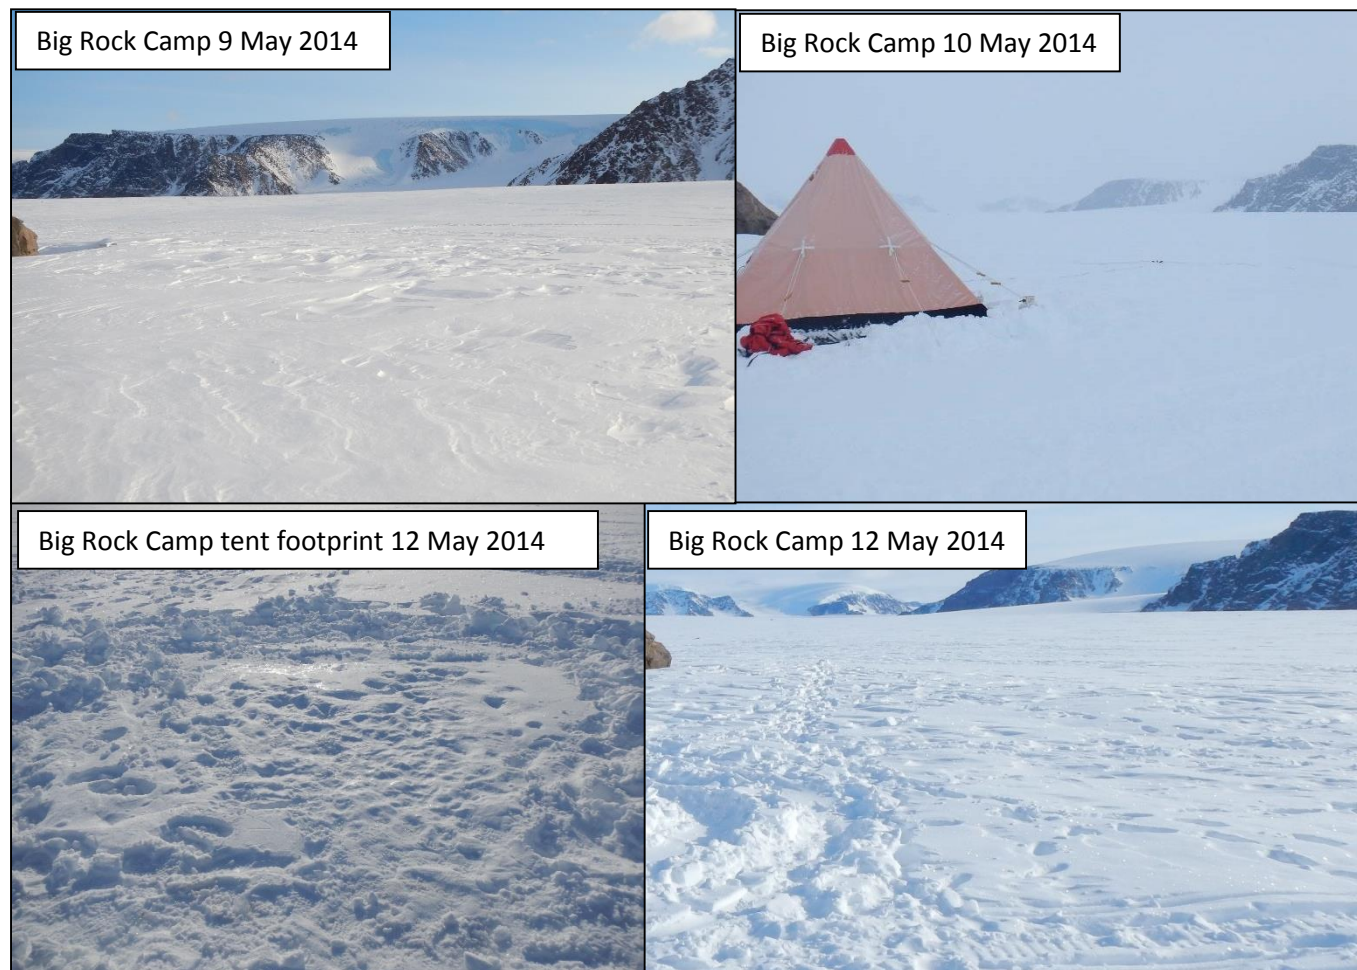 Big Rock Camp 9 May 2014
Big Rock Camp 10 May 2014
Big Rock Camp tent footprint 12 May 2014
Big Rock Camp 12 May 2014